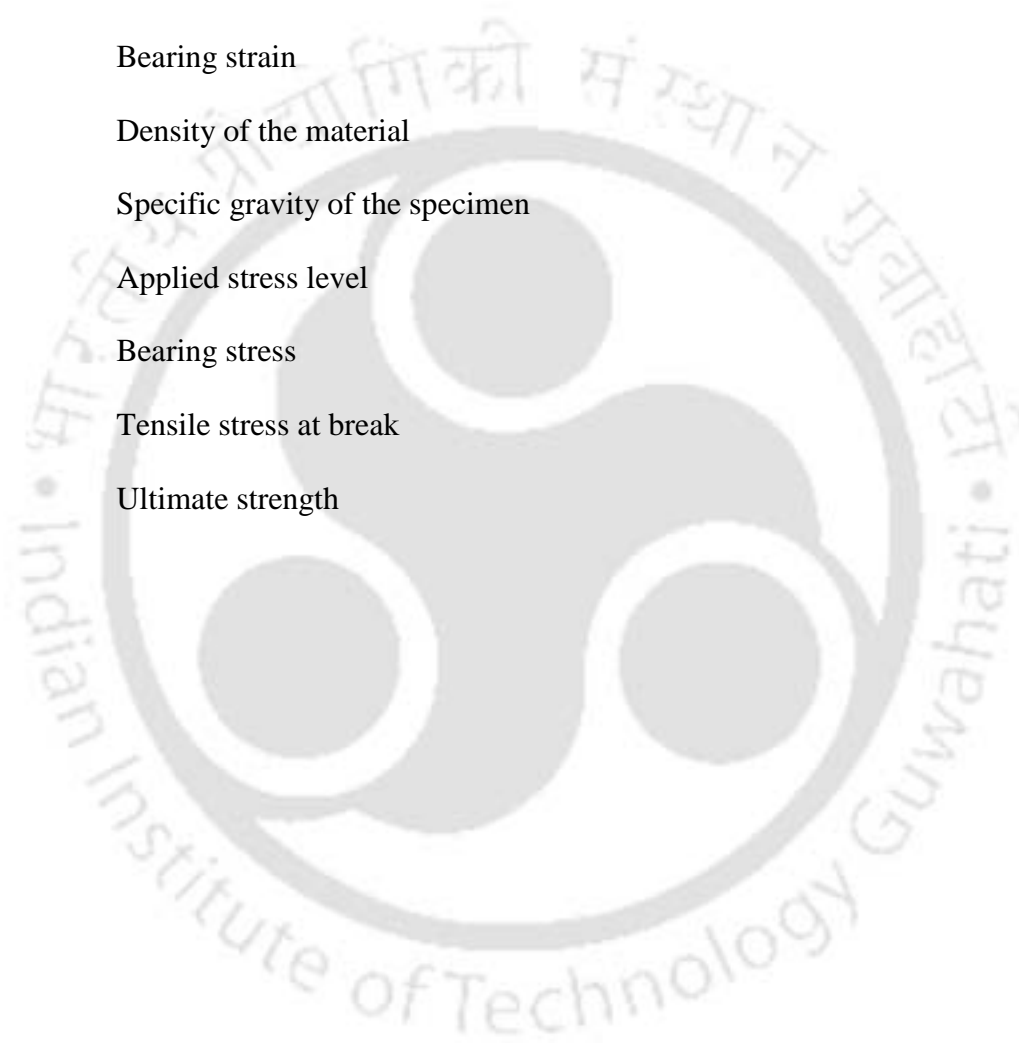 Bearing strain
Density of the material
Specific gravity of the specimen
Applied stress level
Bearing stress
Tensile stress at break
Ultimate strength
भारतीय प्रौद्योगिकी संस्थान गुवाहाटी
Indian Institute of Technology Guwahati